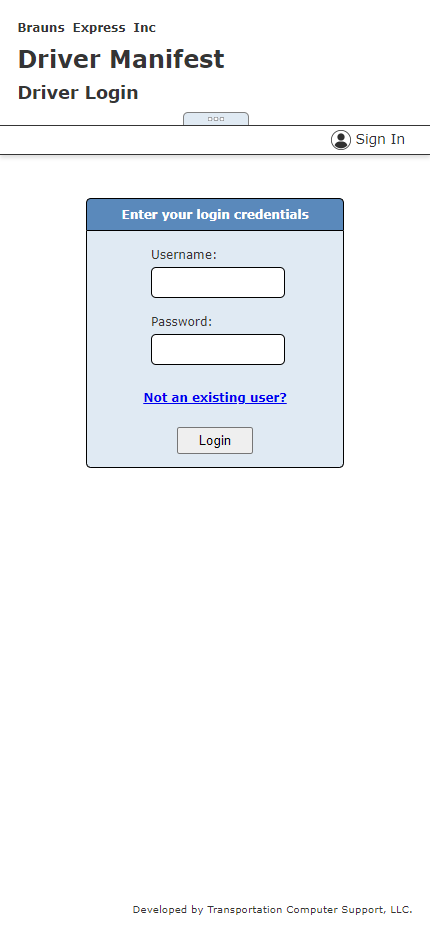 Brauns Express Inc
Driver Manifest
Driver Login
Sign In
Enter your login credentials
Username:
Password:
Not an existing user?
Login
Developed by Transportation Computer Support, LLC.